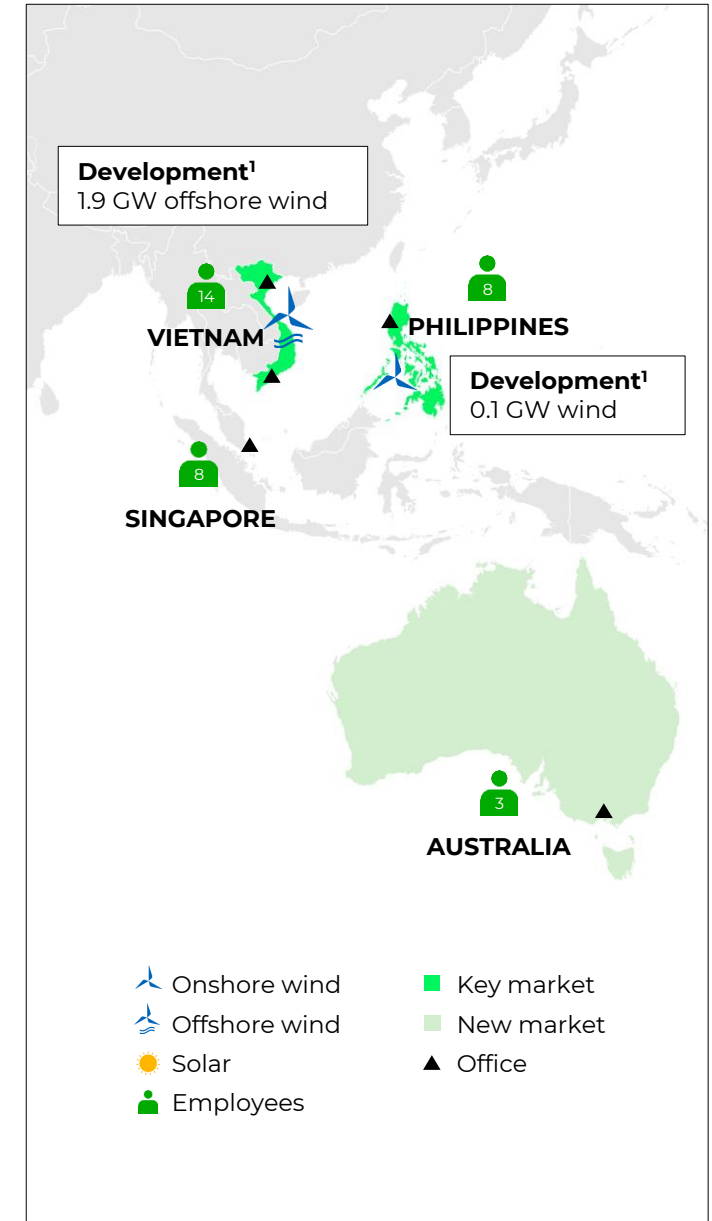 Development¹
1.9 GW offshore wind
14
VIETNAM
8
PHILIPPINES
Development¹
0.1 GW wind
8
SINGAPORE
3
AUSTRALIA
Onshore wind
Offshore wind
Solar
Employees
Key market
New market
Office